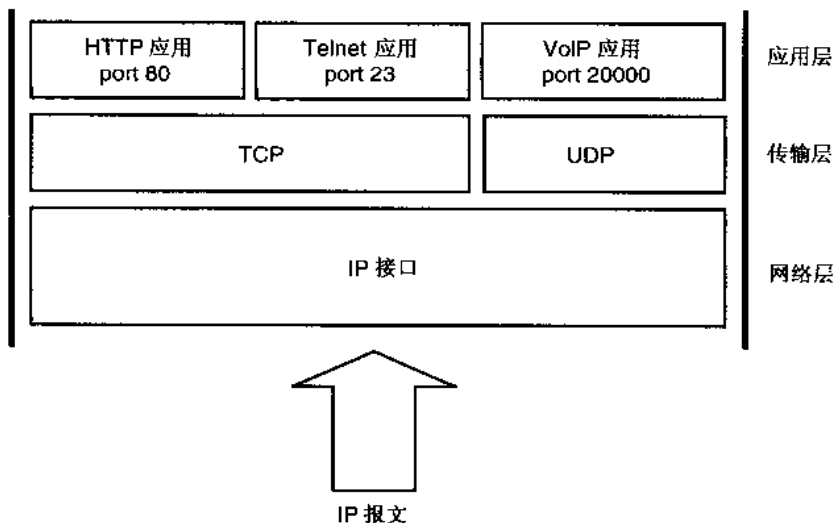 HTTP 应用
port 80
Telnet 应用
port 23
VoIP 应用
port 20000
应用层
TCP
UDP
传输层
IP 接口
网络层
IP 报文